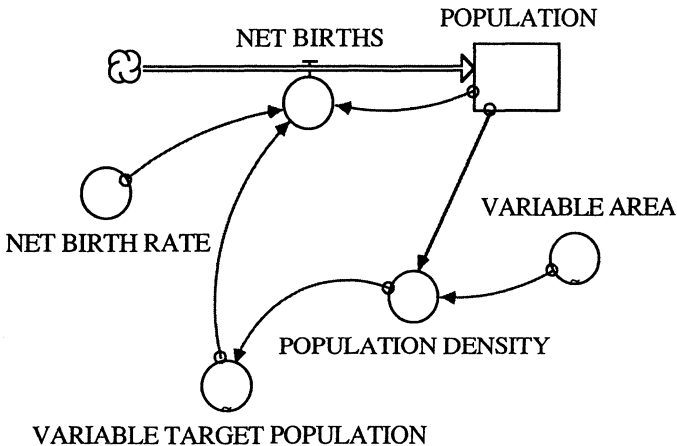 POPULATION
NET BIRTHS
VARIABLE AREA
NET BIRTH RATE
POPULATION DENSITY
VARIABLE TARGET POPULATION